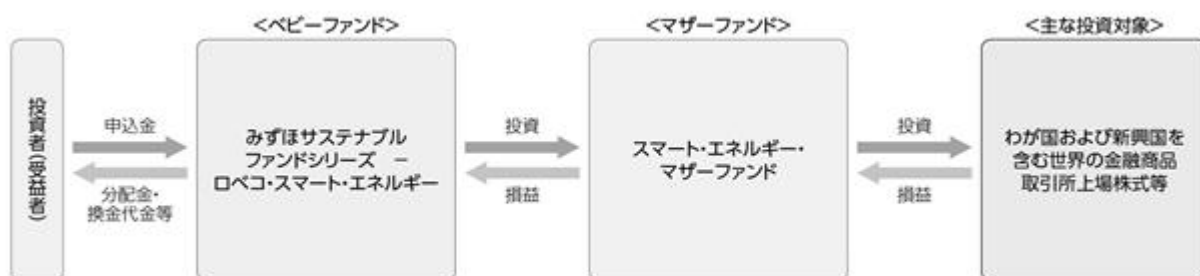 <ベビーファンド>
<マザーファンド>
<主な投資対象>
投資者(受益者)
申込金
分配金・
換金代金等
みずほサステナブル
ファンドシリーズ －
ロベコ・スマート・エネルギー
投資
損益
スマート・エネルギー・
マザーファンド
投資
損益
わが国および新興国を
含む世界の金融商品
取引所上場株式等